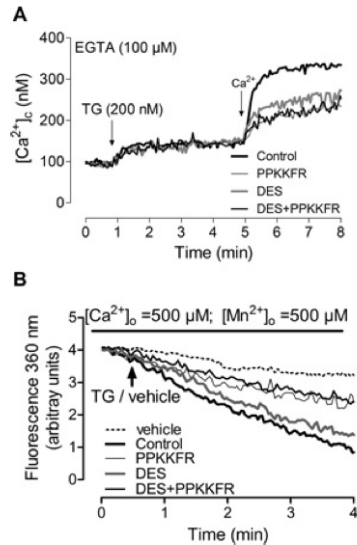 A
EGTA (100 µM)
400
300
200
100
0
[Ca²⁺]c (nM)
TG (200 nM)
Ca²⁺
Control
PPKKFR
DES
DES+PPKKFR
0 1 2 3 4 5 6 7 8
Time (min)
B
[Ca²⁺]o =500 µM; [Mn²⁺]o =500 µM
5
4
3
2
1
0
Fluorescence 360 nm
(arbitray units)
TG / vehicle
vehicle
Control
PPKKFR
DES
DES+PPKKFR
0 1 2 3 4
Time (min)